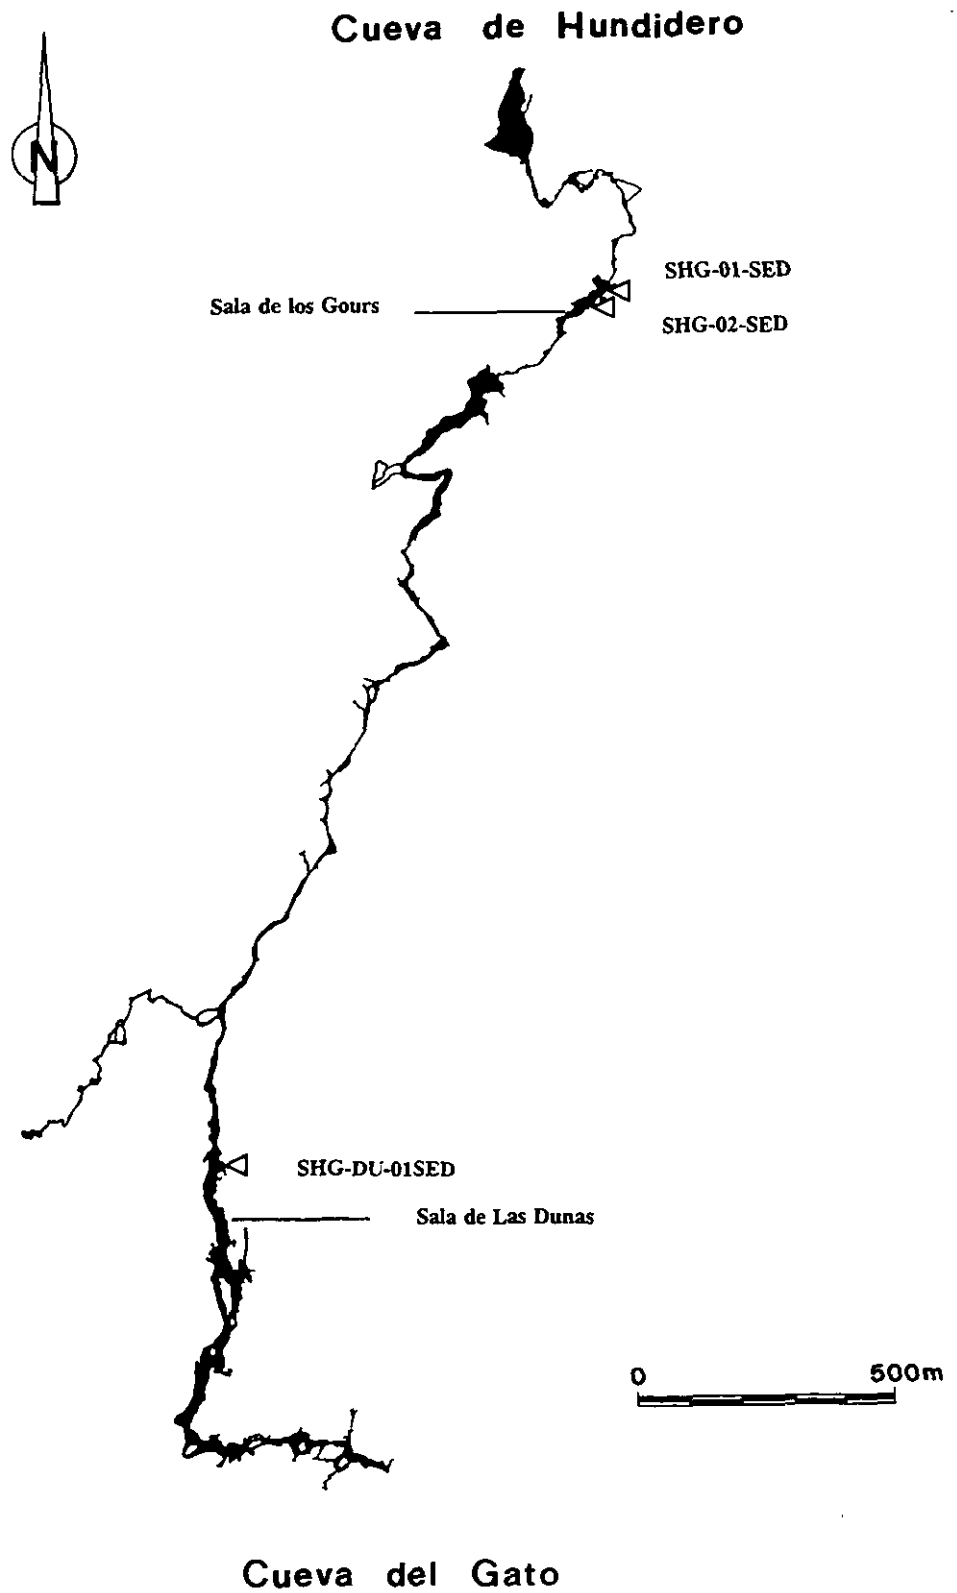 Cueva de Hundidero
N
SHG-01-SED
Sala de los Gours
SHG-02-SED
SHG-DU-01SED
Sala de Las Dunas
0 500m
Cueva del Gato